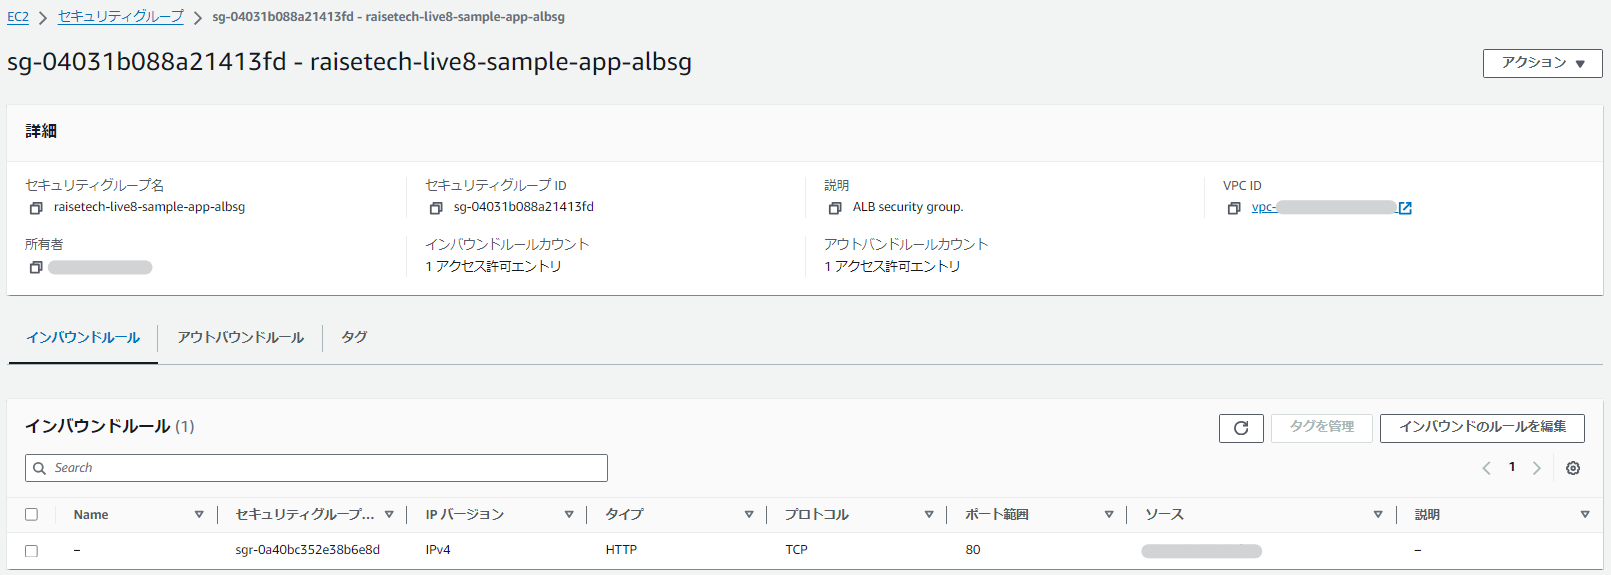 EC2 > セキュリティグループ > sg-04031b088a21413fd - raisetech-live8-sample-app-albsg
sg-04031b088a21413fd - raisetech-live8-sample-app-albsg
アクション ▼
詳細
セキュリティグループ名
raisetech-live8-sample-app-albsg
セキュリティグループ ID
sg-04031b088a21413fd
説明
ALB security group.
VPC ID
vpc-
所有者
インバウンドルールカウント
1 アクセス許可エントリ
アウトバンドルールカウント
1 アクセス許可エントリ
インバウンドルール アウトバウンドルール タグ
インバウンドルール (1)
タグを管理 インバウンドのルールを編集
Search
1
Name セキュリティグループ... IP バージョン タイプ プロトコル ポート範囲 ソース 説明
– sgr-0a40bc352e38b6e8d IPv4 HTTP TCP 80 –